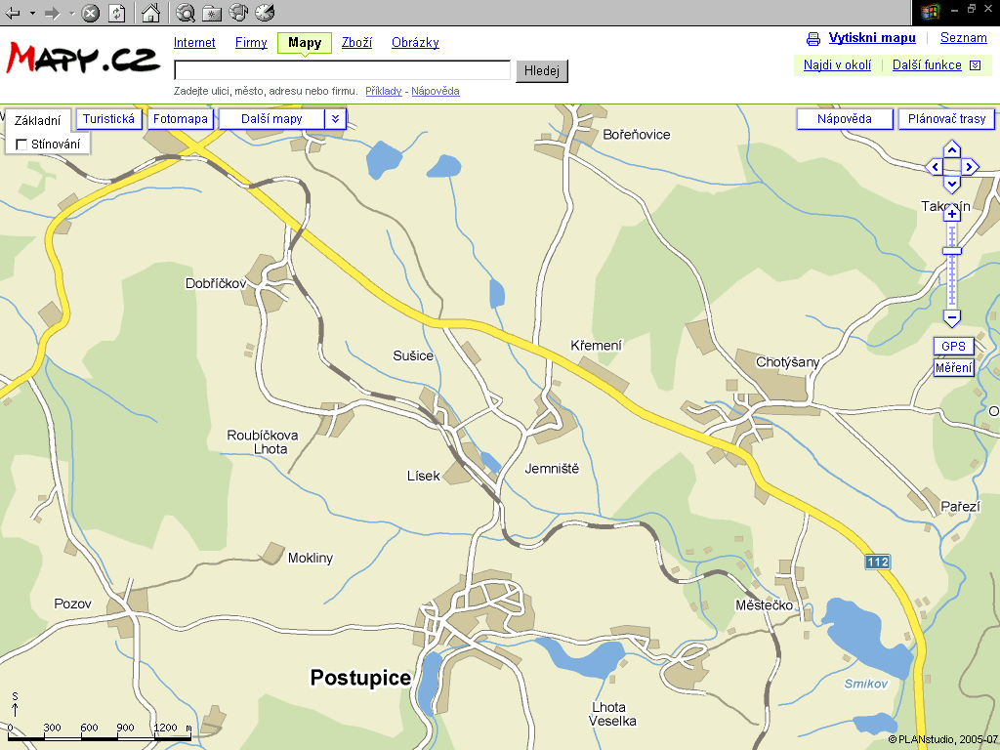 Mapy.cz
Internet Firmy Mapy Zboží Obrázky
Vytiskni mapu Seznam
Hledej
Najdi v okolí Další funkce
Zadejte ulici, město, adresu nebo firmu. Příklady - Nápověda
Základní Turistická Fotomapa Další mapy Nápověda Plánovač trasy
Stínování
Bořeňovice
Dobříčkov
Křemení
GPS
Sušice
Chotýšany
Měření
Roubíčkova
Lhota
Jemniště
Lísek
Pařezí
Mokliny
112
Pozov
Městečko
Postupice
Smikov
S
Lhota
Veselka
0 300 600 900 1200 m
© PLANstudio, 2005-07